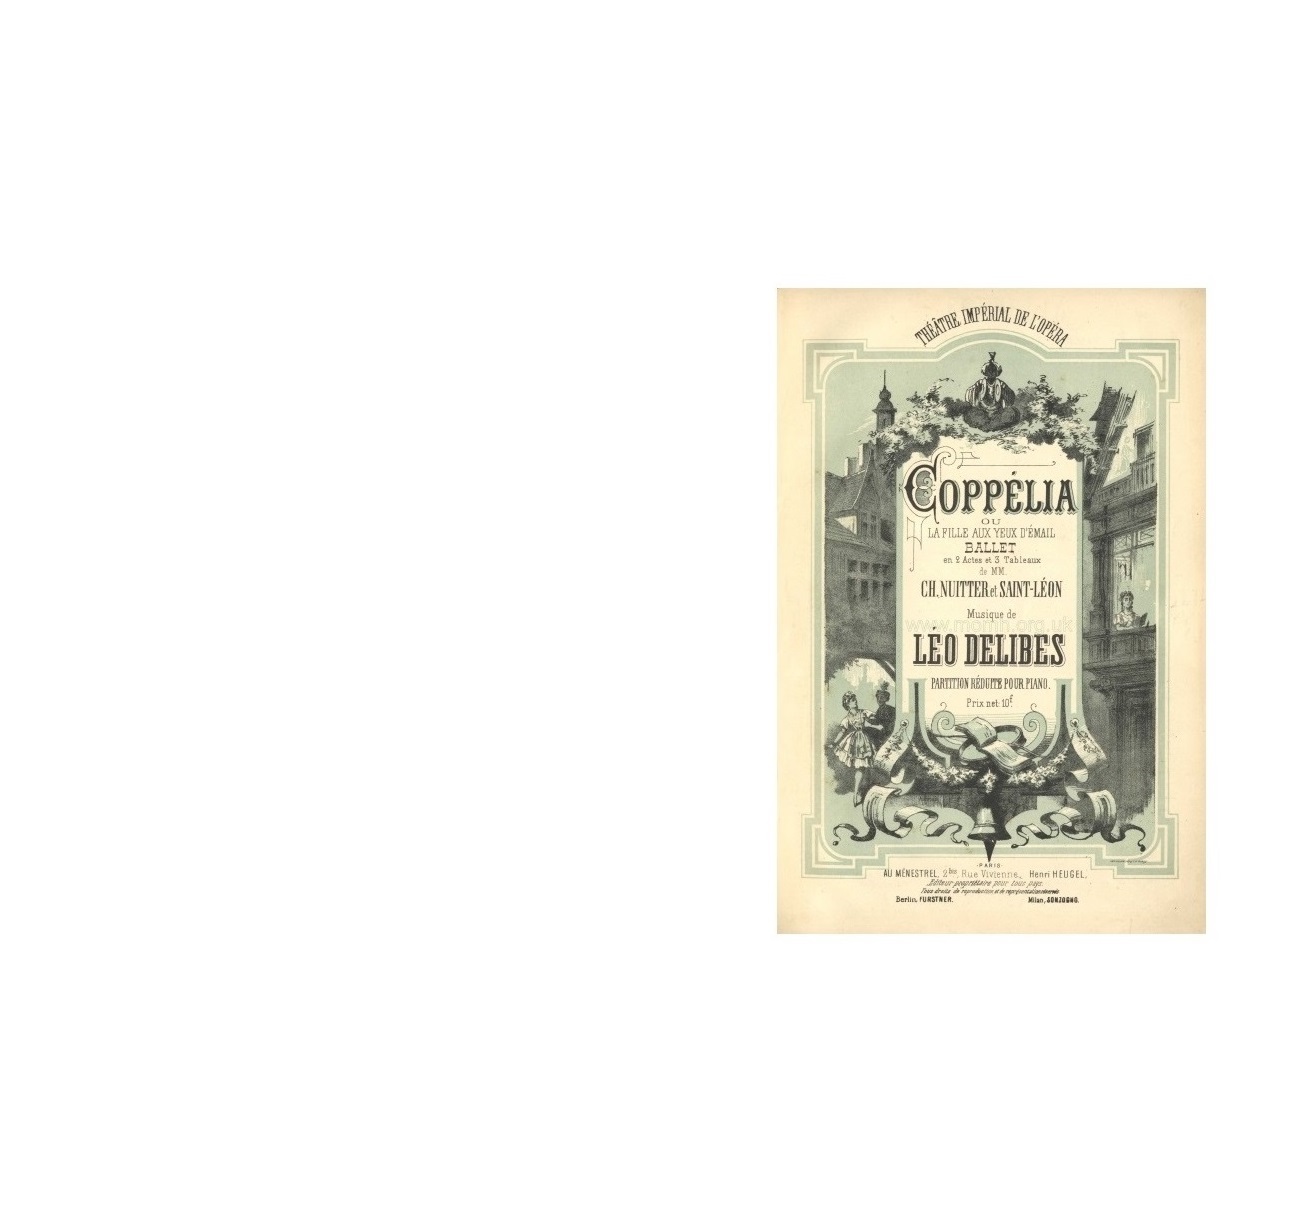 THÉÂTRE IMPÉRIAL DE L'OPÉRA
COPPÉLIA
OU
LA FILLE AUX YEUX D'ÉMAIL
BALLET
en 2 Actes et 3 Tableaux
de MM.
CH. NUITTER et SAINT-LÉON
Musique de
www.momh.org.uk
LÉO DELIBES
PARTITION RÉDUITE POUR PIANO.
Prix net: 10f.
PARIS
AU MÉNESTREL, 2bis, Rue Vivienne, Henri HEUGEL,
Éditeur-propriétaire pour tous pays.
Tous droits de reproduction et de représentation réservés
Berlin, FÜRSTNER. Milan, SONZOGNO.